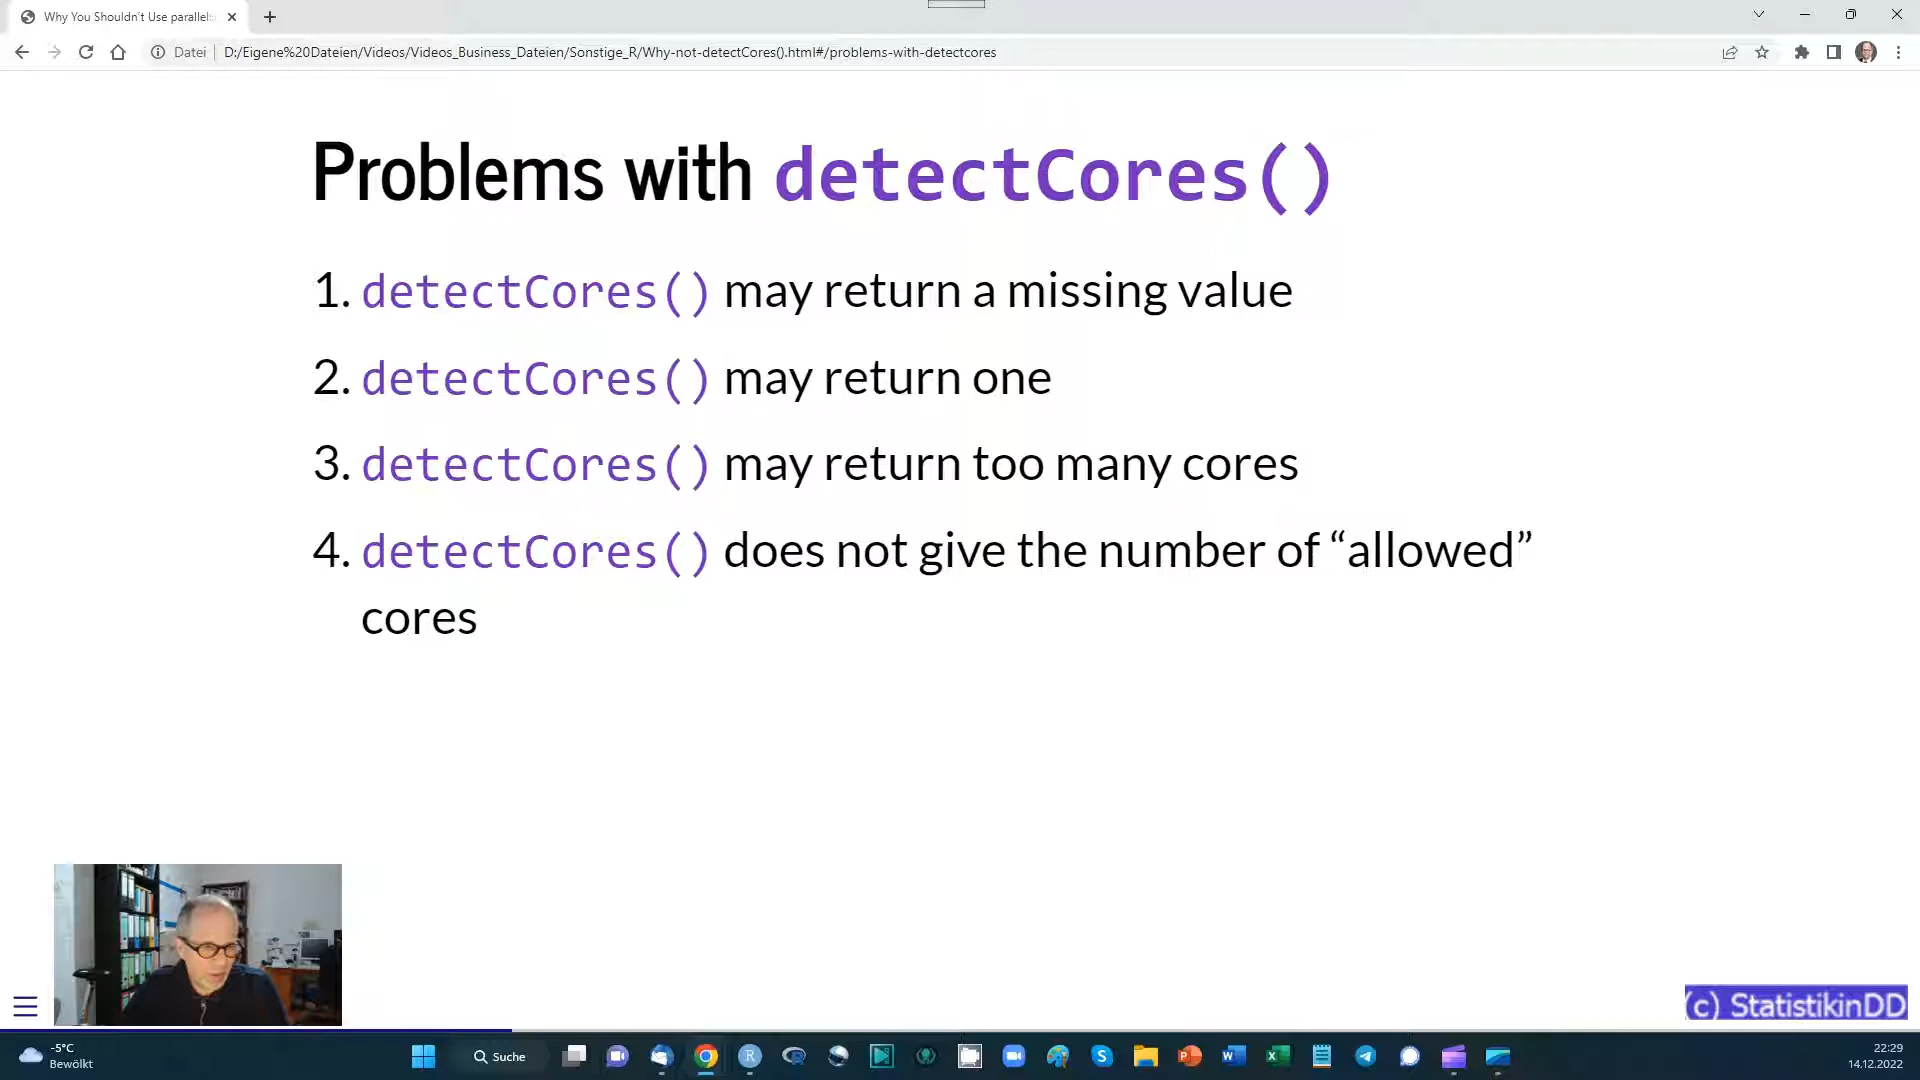 Why You Shouldn't Use parallel:
Datei
D:/Eigene%20Dateien/Videos/Videos_Business_Dateien/Sonstige_R/Why-not-detectCores().html#/problems-with-detectcores
Problems with detectCores()
1. detectCores() may return a missing value
2. detectCores() may return one
3. detectCores() may return too many cores
4. detectCores() does not give the number of “allowed”
cores
(c) StatistikinDD
-5°C
Bewölkt
Suche
22:29
14.12.2022